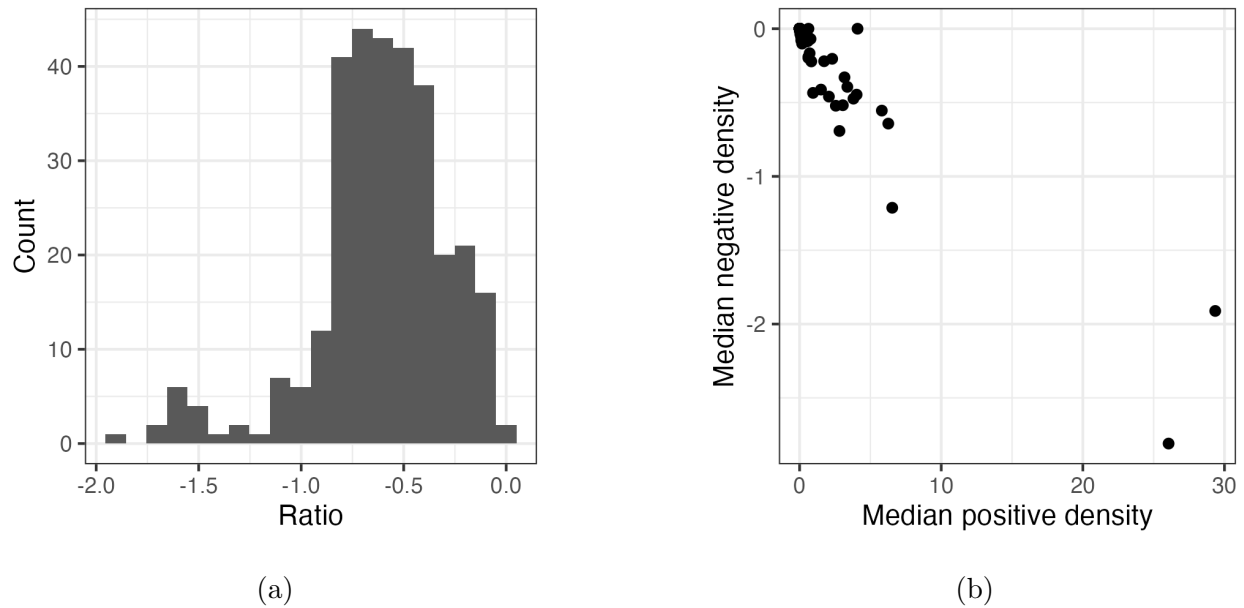 40
30
20
10
0
Count
-2.0 -1.5 -1.0 -0.5 0.0
Ratio
(a)
0
-1
-2
Median negative density
0 10 20 30
Median positive density
(b)